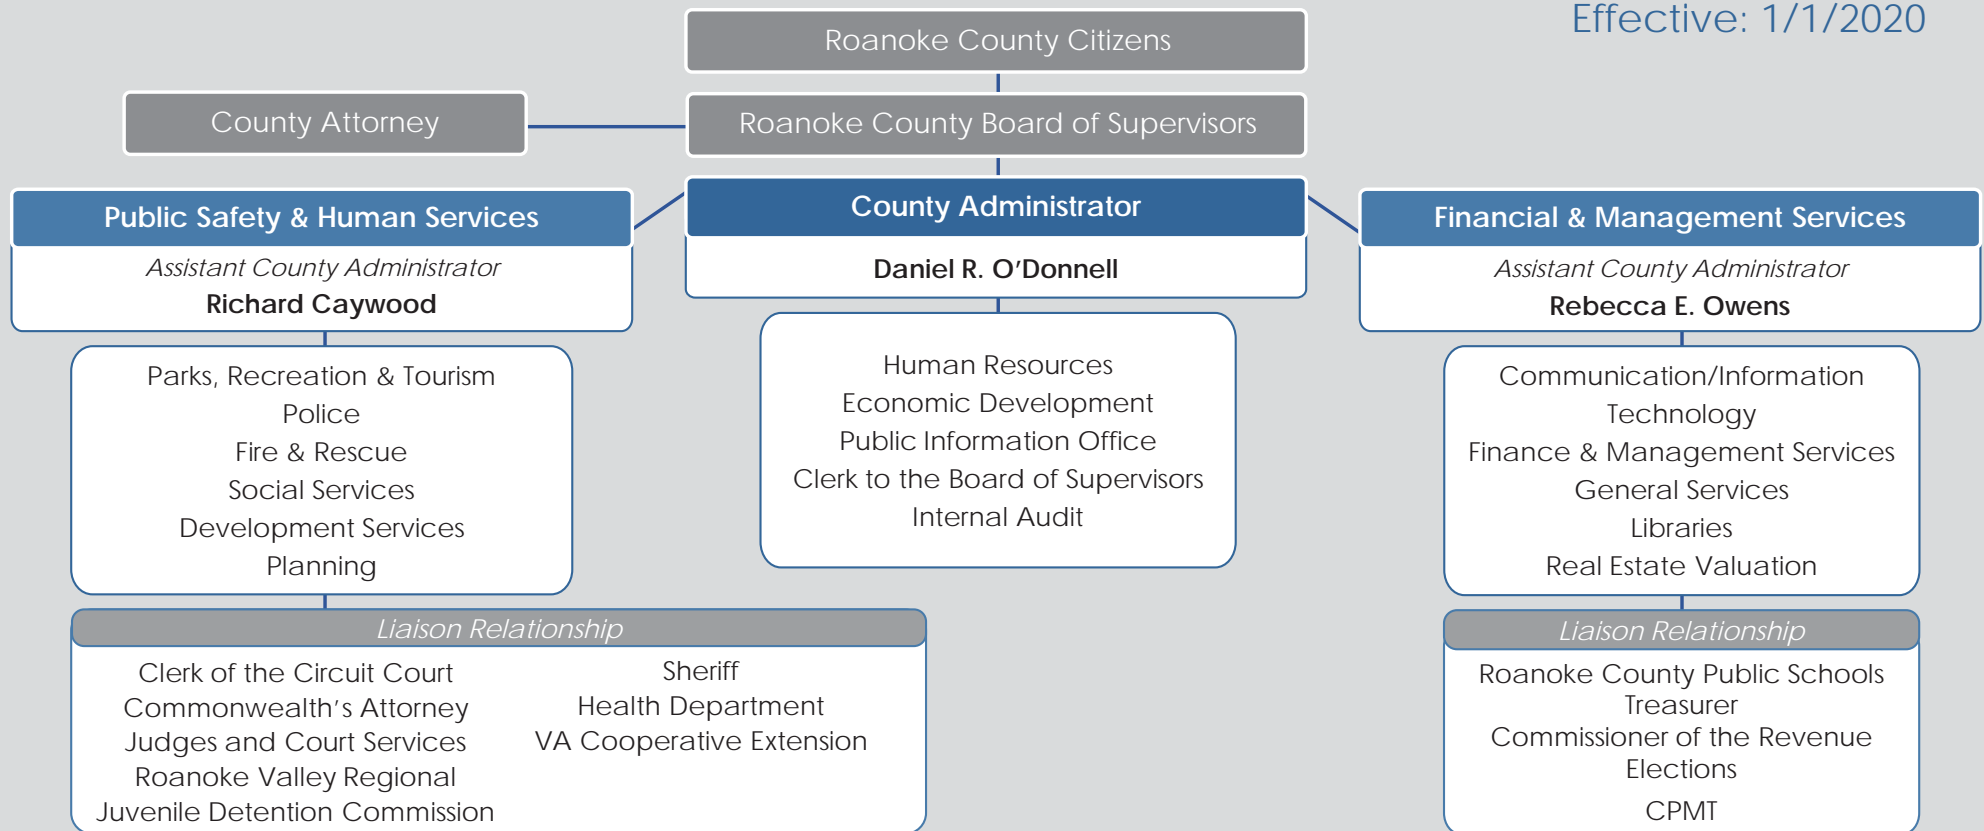 Effective: 1/1/2020
Roanoke County Citizens
County Attorney
Roanoke County Board of Supervisors
Public Safety & Human Services
Assistant County Administrator
Richard Caywood
County Administrator
Daniel R. O’Donnell
Financial & Management Services
Assistant County Administrator
Rebecca E. Owens
Parks, Recreation & Tourism
Police
Fire & Rescue
Social Services
Development Services
Planning
Human Resources
Economic Development
Public Information Office
Clerk to the Board of Supervisors
Internal Audit
Communication/Information
Technology
Finance & Management Services
General Services
Libraries
Real Estate Valuation
Liaison Relationship
Clerk of the Circuit Court
Commonwealth’s Attorney
Judges and Court Services
Roanoke Valley Regional
Juvenile Detention Commission
Sheriff
Health Department
VA Cooperative Extension
Liaison Relationship
Roanoke County Public Schools
Treasurer
Commissioner of the Revenue
Elections
CPMT